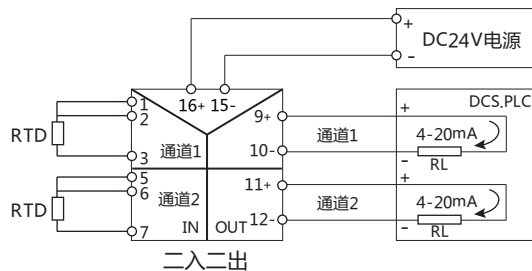 +
DC24V电源
-
16+ 15-
DCS.PLC
1
2
RTD
3
通道1
9+
通道1
+
4-20mA
10-
-
RL
5
6
RTD
7
通道2
IN
OUT
11+
通道2
+
4-20mA
12-
-
RL
二入二出